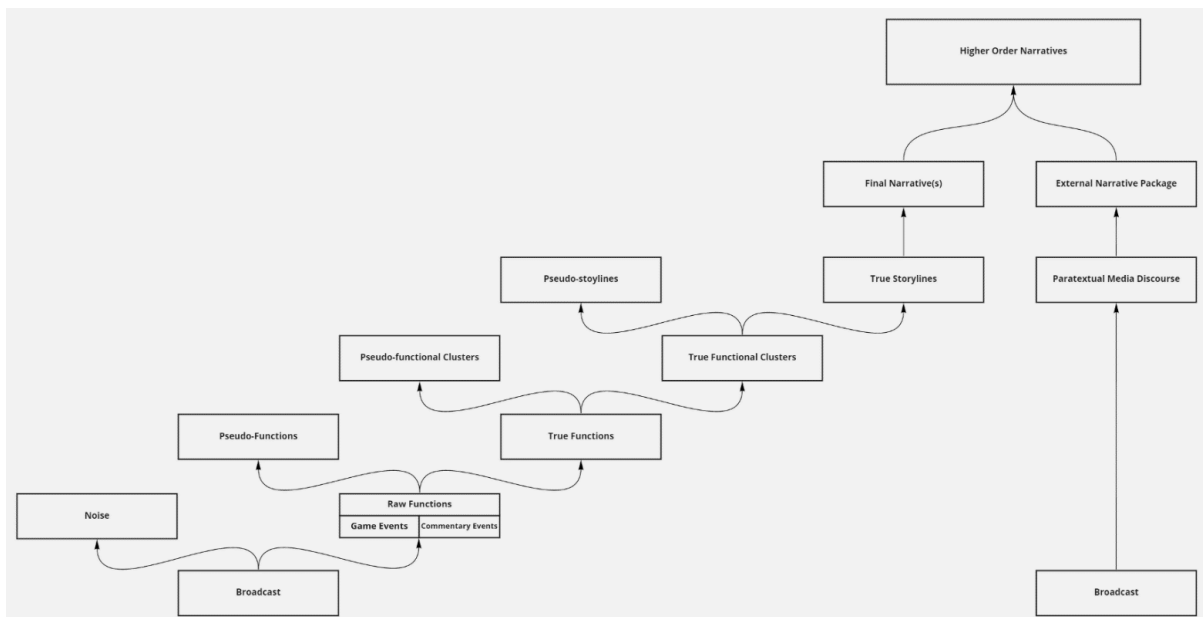 Higher Order Narratives
Final Narrative(s)
External Narrative Package
Pseudo-stoylines
True Storylines
Paratextual Media Discourse
Pseudo-functional Clusters
True Functional Clusters
Pseudo-Functions
True Functions
Raw Functions
Noise
Game Events
Commentary Events
Broadcast
Broadcast